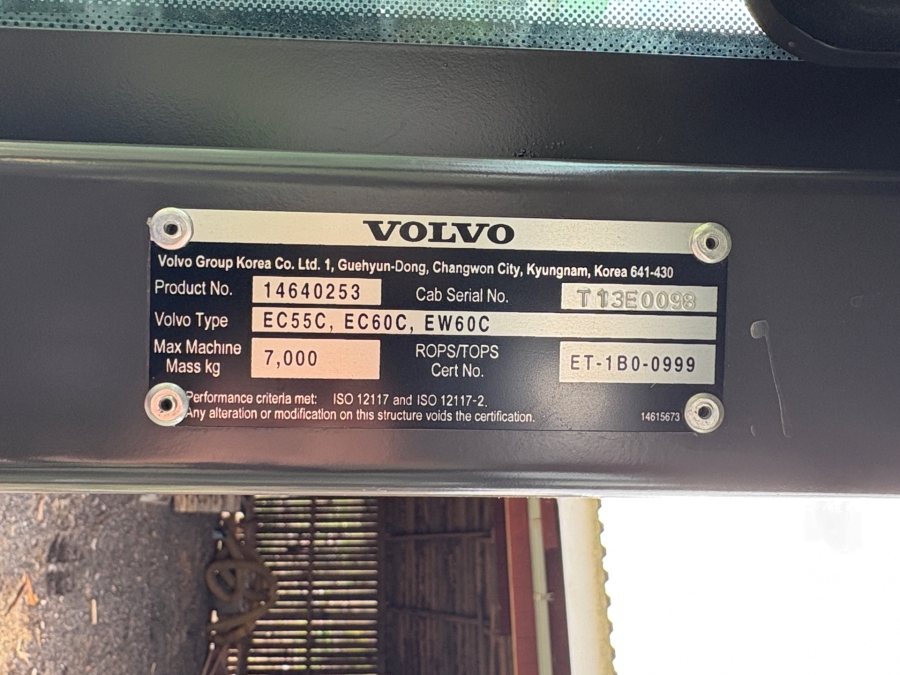 VOLVO
Volvo Group Korea Co. Ltd. 1, Guehyun-Dong, Changwon City, Kyungnam, Korea 641-430
Product No. 14640253 Cab Serial No. T13E0098
Volvo Type EC55C, EC60C, EW60C
Max Machine Mass kg 7,000 ROPS/TOPS Cert No. ET-1B0-0999
Performance criteria met: ISO 12117 and ISO 12117-2.
Any alteration or modification on this structure voids the certification. 14615673